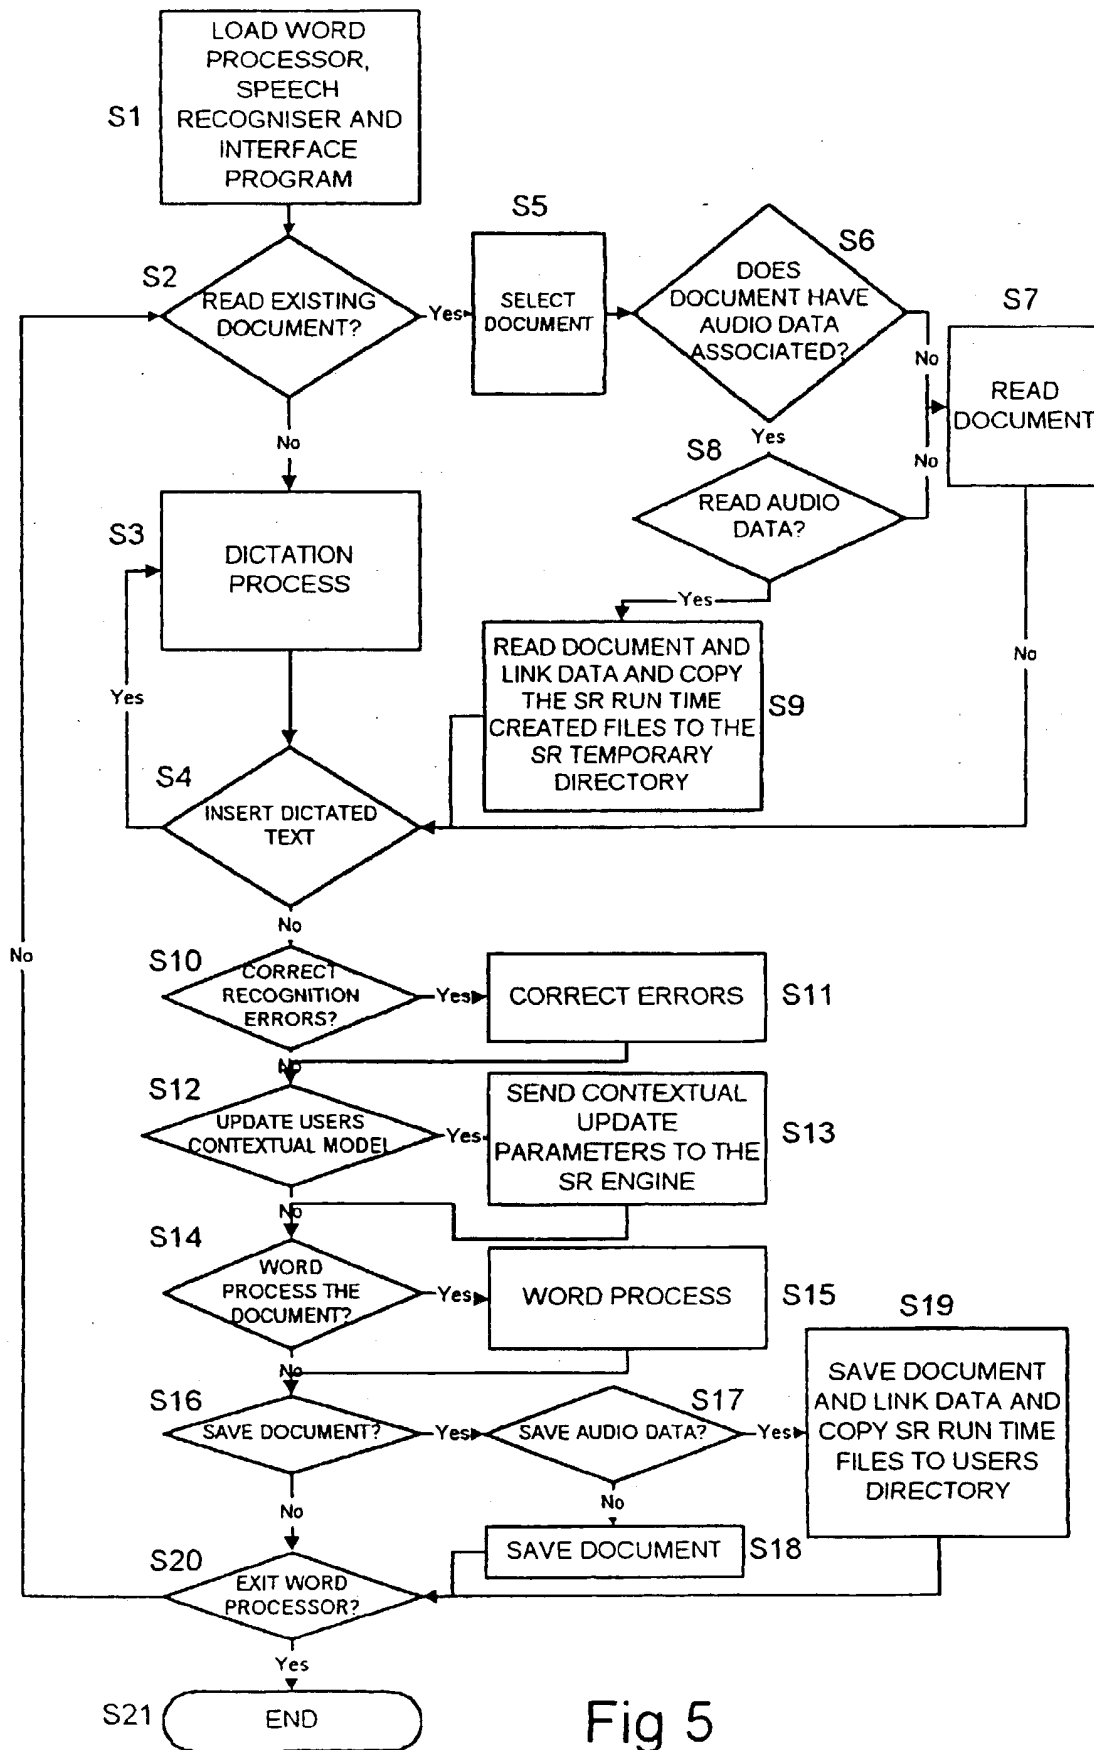 LOAD WORD
PROCESSOR,
SPEECH
RECOGNISER AND
INTERFACE
PROGRAM
S1
S2
READ EXISTING
DOCUMENT?
Yes
No
S5
SELECT
DOCUMENT
S6
DOES
DOCUMENT HAVE
AUDIO DATA
ASSOCIATED?
No
Yes
S7
READ
DOCUMENT
No
S8
READ AUDIO
DATA?
No
Yes
S3
DICTATION
PROCESS
Yes
READ DOCUMENT AND
LINK DATA AND COPY
THE SR RUN TIME
CREATED FILES TO THE
SR TEMPORARY
DIRECTORY
S9
S4
INSERT DICTATED
TEXT
No
No
S10
CORRECT
RECOGNITION
ERRORS?
Yes
CORRECT ERRORS
S11
No
S12
UPDATE USERS
CONTEXTUAL MODEL
Yes
SEND CONTEXTUAL
UPDATE
PARAMETERS TO THE
SR ENGINE
S13
No
S14
WORD
PROCESS THE
DOCUMENT?
Yes
WORD PROCESS
S15
No
S16
SAVE DOCUMENT?
Yes
S17
SAVE AUDIO DATA?
Yes
S19
SAVE DOCUMENT
AND LINK DATA AND
COPY SR RUN TIME
FILES TO USERS
DIRECTORY
No
No
SAVE DOCUMENT
S18
S20
EXIT WORD
PROCESSOR?
Yes
S21
END
Fig 5